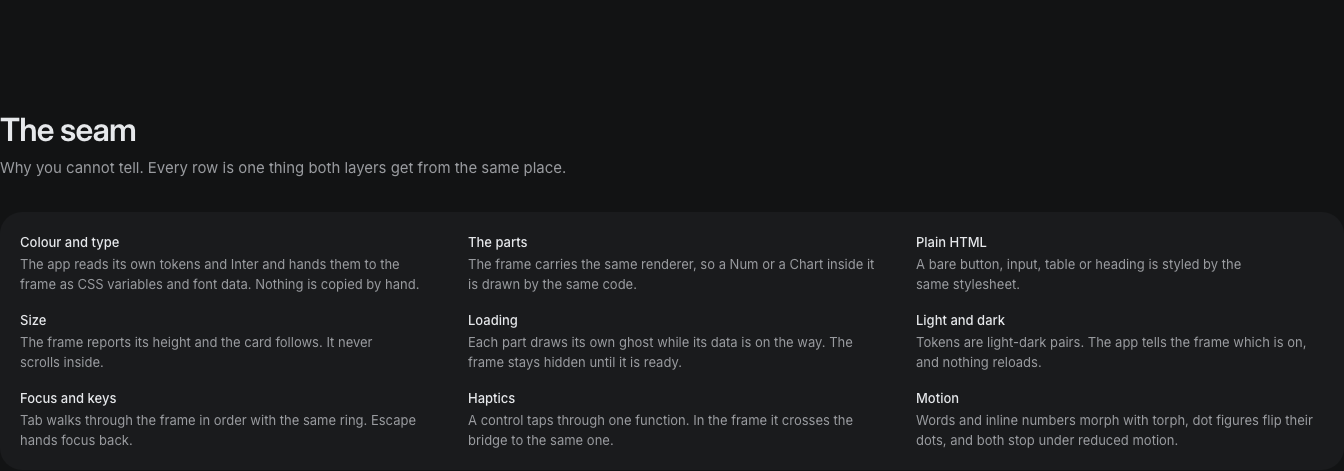 The seam
Why you cannot tell. Every row is one thing both layers get from the same place.
Colour and type
The app reads its own tokens and Inter and hands them to the
frame as CSS variables and font data. Nothing is copied by hand.
The parts
The frame carries the same renderer, so a Num or a Chart inside it
is drawn by the same code.
Plain HTML
A bare button, input, table or heading is styled by the
same stylesheet.
Size
The frame reports its height and the card follows. It never
scrolls inside.
Loading
Each part draws its own ghost while its data is on the way. The
frame stays hidden until it is ready.
Light and dark
Tokens are light-dark pairs. The app tells the frame which is on,
and nothing reloads.
Focus and keys
Tab walks through the frame in order with the same ring. Escape
hands focus back.
Haptics
A control taps through one function. In the frame it crosses the
bridge to the same one.
Motion
Words and inline numbers morph with torph, dot figures flip their
dots, and both stop under reduced motion.